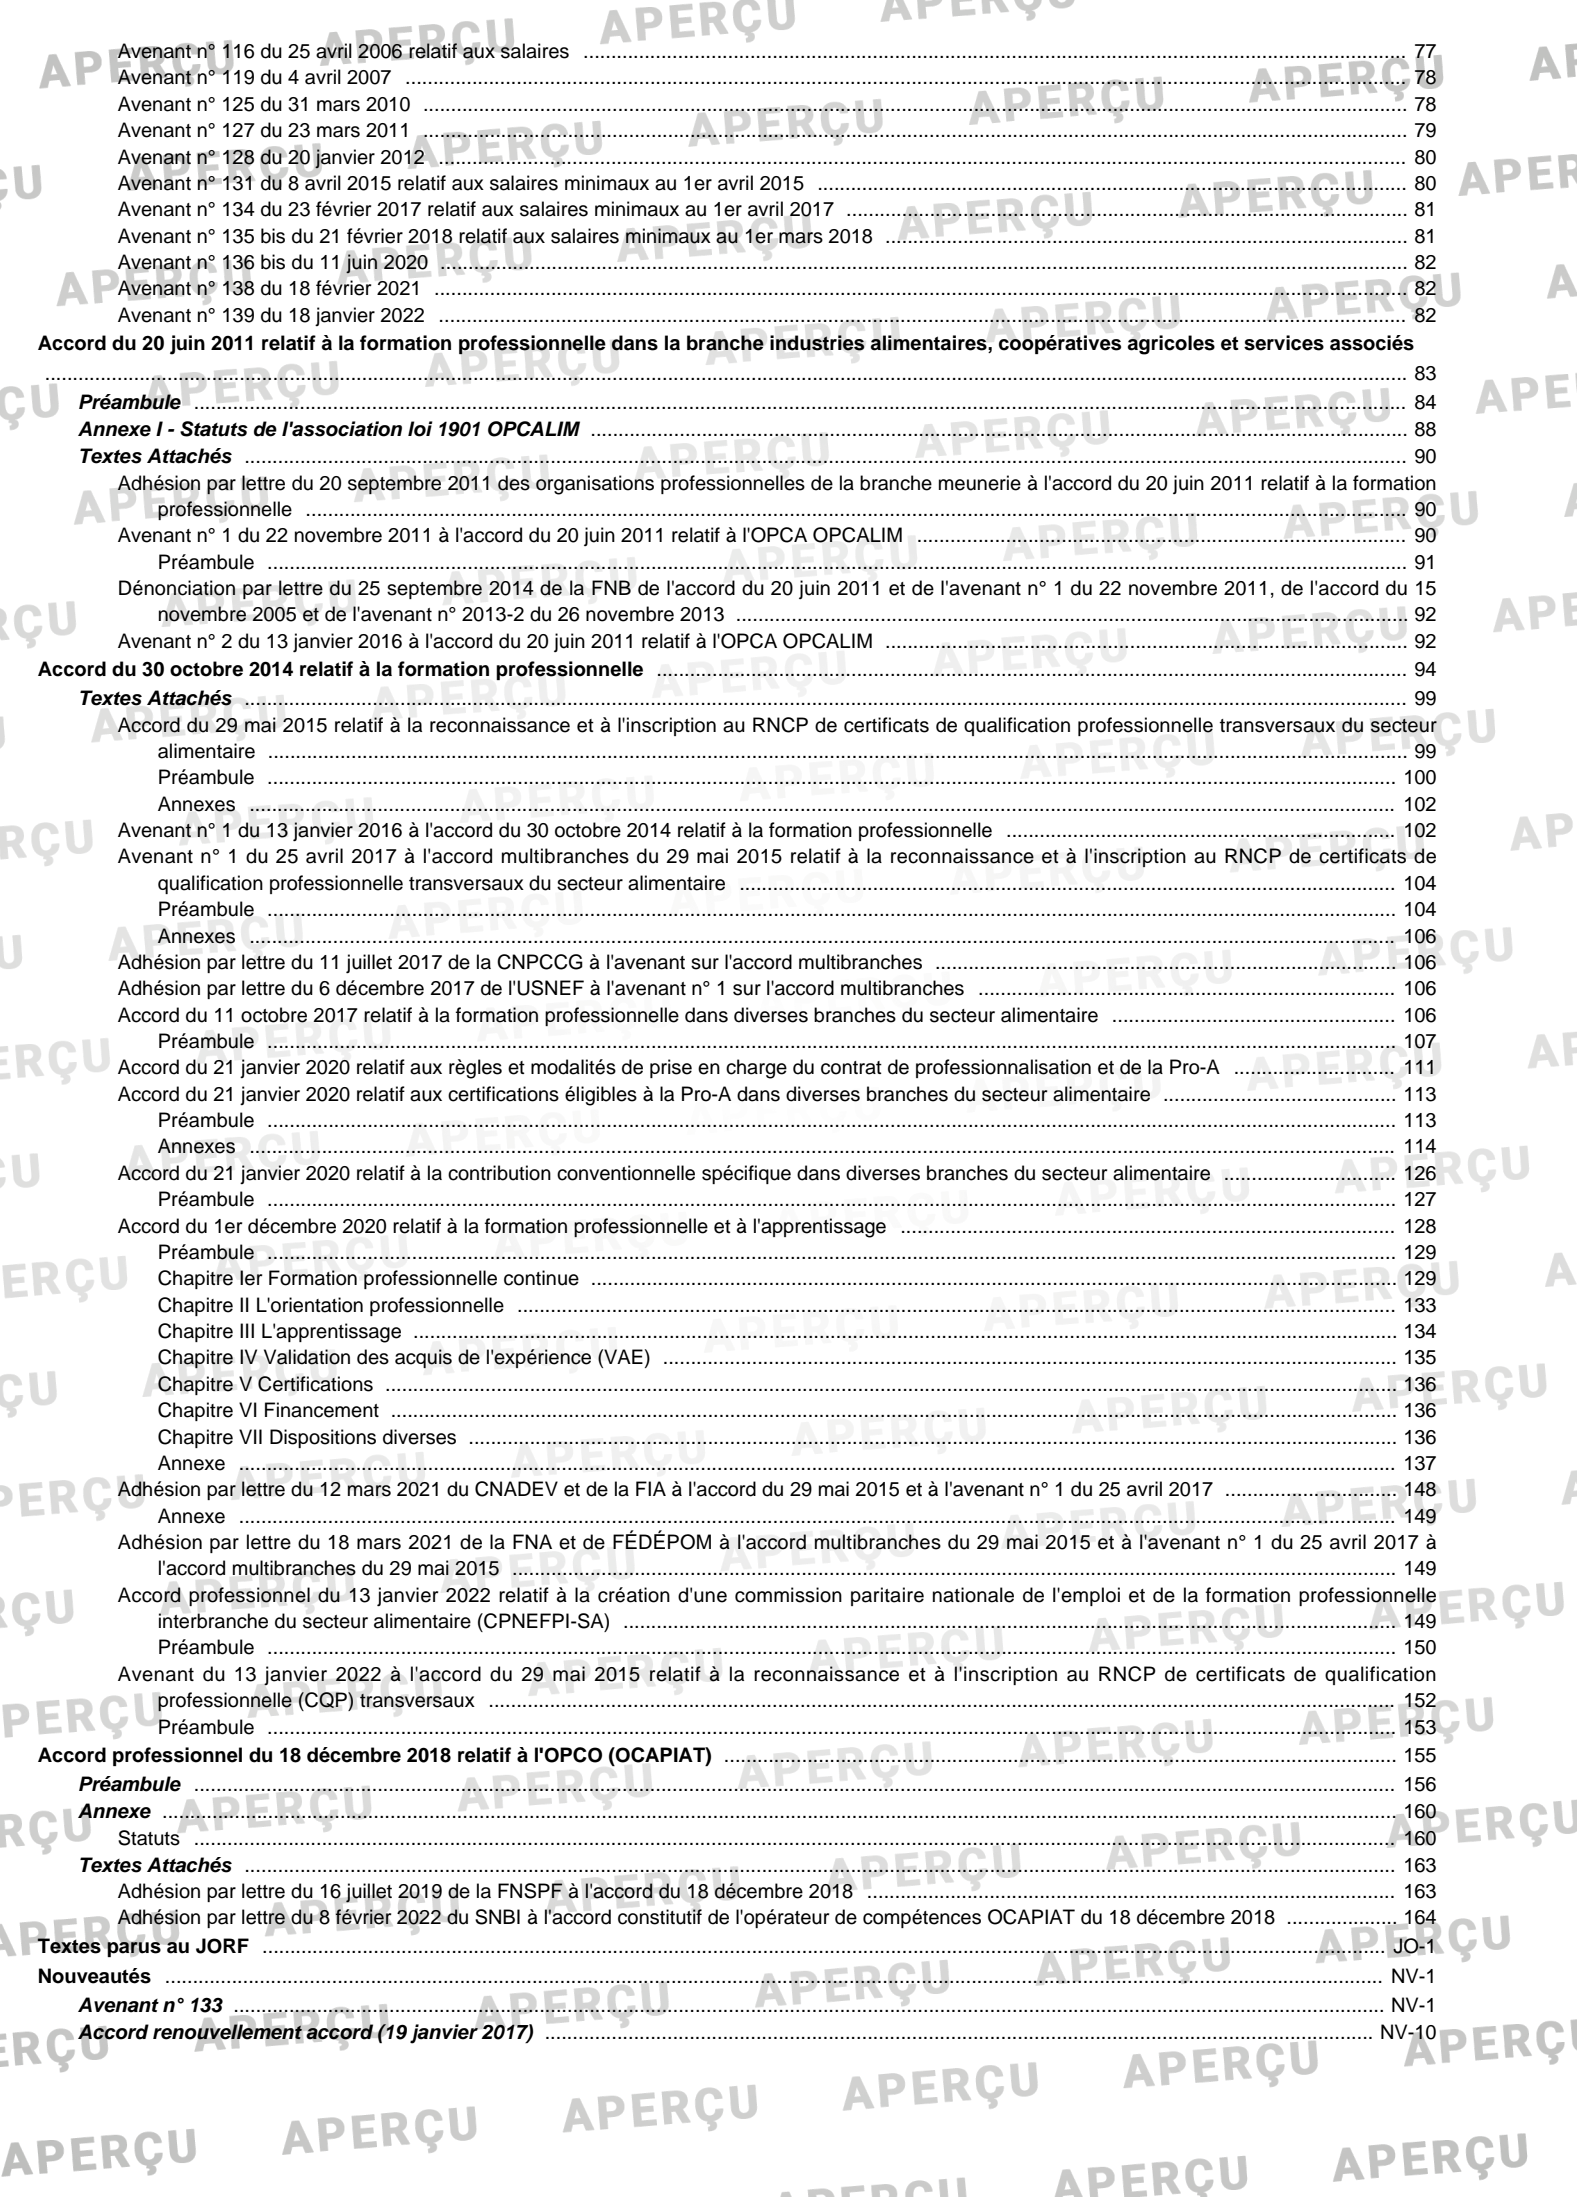 Avenant n° 116 du 25 avril 2006 relatif aux salaires ........ 77
Avenant n° 119 du 4 avril 2007 ........ 78
Avenant n° 125 du 31 mars 2010 ........ 78
Avenant n° 127 du 23 mars 2011 ........ 79
Avenant n° 128 du 20 janvier 2012 ........ 80
Avenant n° 131 du 8 avril 2015 relatif aux salaires minimaux au 1er avril 2015 ........ 80
Avenant n° 134 du 23 février 2017 relatif aux salaires minimaux au 1er avril 2017 ........ 81
Avenant n° 135 bis du 21 février 2018 relatif aux salaires minimaux au 1er mars 2018 ........ 81
Avenant n° 136 bis du 11 juin 2020 ........ 82
Avenant n° 138 du 18 février 2021 ........ 82
Avenant n° 139 du 18 janvier 2022 ........ 82
Accord du 20 juin 2011 relatif à la formation professionnelle dans la branche industries alimentaires, coopératives agricoles et services associés
........ 83
Préambule ........ 84
Annexe I - Statuts de l'association loi 1901 OPCALIM ........ 88
Textes Attachés ........ 90
Adhésion par lettre du 20 septembre 2011 des organisations professionnelles de la branche meunerie à l'accord du 20 juin 2011 relatif à la formation
professionnelle ........ 90
Avenant n° 1 du 22 novembre 2011 à l'accord du 20 juin 2011 relatif à l'OPCA OPCALIM ........ 90
Préambule ........ 91
Dénonciation par lettre du 25 septembre 2014 de la FNB de l'accord du 20 juin 2011 et de l'avenant n° 1 du 22 novembre 2011, de l'accord du 15
novembre 2005 et de l'avenant n° 2013-2 du 26 novembre 2013 ........ 92
Avenant n° 2 du 13 janvier 2016 à l'accord du 20 juin 2011 relatif à l'OPCA OPCALIM ........ 92
Accord du 30 octobre 2014 relatif à la formation professionnelle ........ 94
Textes Attachés ........ 99
Accord du 29 mai 2015 relatif à la reconnaissance et à l'inscription au RNCP de certificats de qualification professionnelle transversaux du secteur
alimentaire ........ 99
Préambule ........ 100
Annexes ........ 102
Avenant n° 1 du 13 janvier 2016 à l'accord du 30 octobre 2014 relatif à la formation professionnelle ........ 102
Avenant n° 1 du 25 avril 2017 à l'accord multibranches du 29 mai 2015 relatif à la reconnaissance et à l'inscription au RNCP de certificats de
qualification professionnelle transversaux du secteur alimentaire ........ 104
Préambule ........ 104
Annexes ........ 106
Adhésion par lettre du 11 juillet 2017 de la CNPCCG à l'avenant sur l'accord multibranches ........ 106
Adhésion par lettre du 6 décembre 2017 de l'USNEF à l'avenant n° 1 sur l'accord multibranches ........ 106
Accord du 11 octobre 2017 relatif à la formation professionnelle dans diverses branches du secteur alimentaire ........ 106
Préambule ........ 107
Accord du 21 janvier 2020 relatif aux règles et modalités de prise en charge du contrat de professionnalisation et de la Pro-A ........ 111
Accord du 21 janvier 2020 relatif aux certifications éligibles à la Pro-A dans diverses branches du secteur alimentaire ........ 113
Préambule ........ 113
Annexes ........ 114
Accord du 21 janvier 2020 relatif à la contribution conventionnelle spécifique dans diverses branches du secteur alimentaire ........ 126
Préambule ........ 127
Accord du 1er décembre 2020 relatif à la formation professionnelle et à l'apprentissage ........ 128
Préambule ........ 129
Chapitre Ier Formation professionnelle continue ........ 129
Chapitre II L'orientation professionnelle ........ 133
Chapitre III L'apprentissage ........ 134
Chapitre IV Validation des acquis de l'expérience (VAE) ........ 135
Chapitre V Certifications ........ 136
Chapitre VI Financement ........ 136
Chapitre VII Dispositions diverses ........ 136
Annexe ........ 137
Adhésion par lettre du 12 mars 2021 du CNADEV et de la FIA à l'accord du 29 mai 2015 et à l'avenant n° 1 du 25 avril 2017 ........ 148
Annexe ........ 149
Adhésion par lettre du 18 mars 2021 de la FNA et de FÉDÉPOM à l'accord multibranches du 29 mai 2015 et à l'avenant n° 1 du 25 avril 2017 à
l'accord multibranches du 29 mai 2015 ........ 149
Accord professionnel du 13 janvier 2022 relatif à la création d'une commission paritaire nationale de l'emploi et de la formation professionnelle
interbranche du secteur alimentaire (CPNEFPI-SA) ........ 149
Préambule ........ 150
Avenant du 13 janvier 2022 à l'accord du 29 mai 2015 relatif à la reconnaissance et à l'inscription au RNCP de certificats de qualification
professionnelle (CQP) transversaux ........ 152
Préambule ........ 153
Accord professionnel du 18 décembre 2018 relatif à l'OPCO (OCAPIAT) ........ 155
Préambule ........ 156
Annexe ........ 160
Statuts ........ 160
Textes Attachés ........ 163
Adhésion par lettre du 16 juillet 2019 de la FNSPF à l'accord du 18 décembre 2018 ........ 163
Adhésion par lettre du 8 février 2022 du SNBI à l'accord constitutif de l'opérateur de compétences OCAPIAT du 18 décembre 2018 ........ 164
Textes parus au JORF ........ JO-1
Nouveautés ........ NV-1
Avenant n° 133 ........ NV-1
Accord renouvellement accord (19 janvier 2017) ........ NV-10
APERÇU